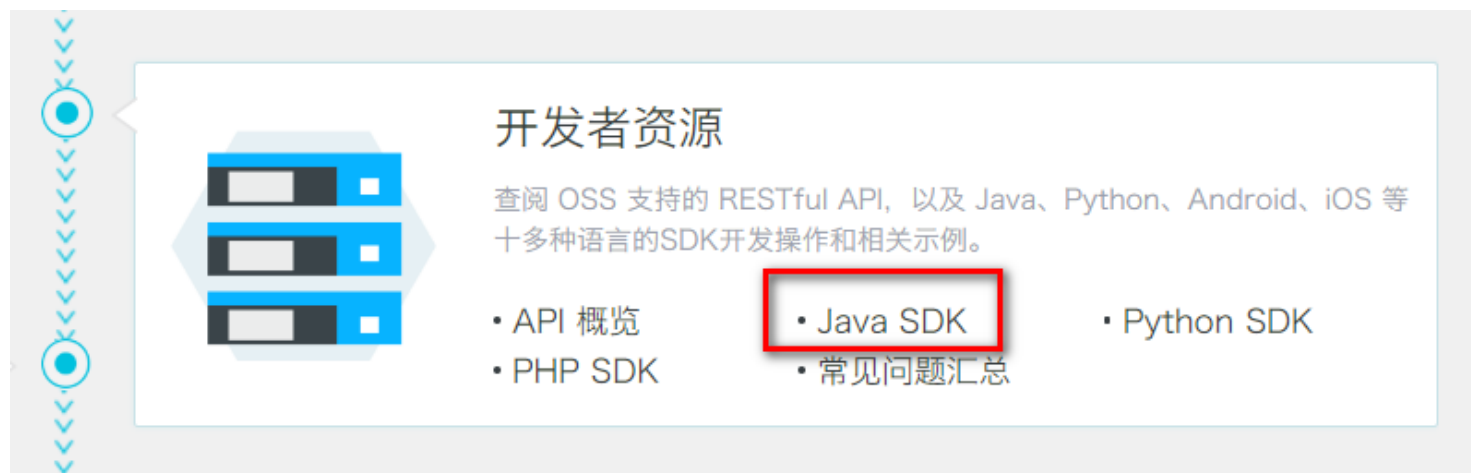 开发者资源
查阅 OSS 支持的 RESTful API，以及 Java、Python、Android、iOS 等
十多种语言的SDK开发操作和相关示例。
• API 概览 • Java SDK • Python SDK
• PHP SDK • 常见问题汇总